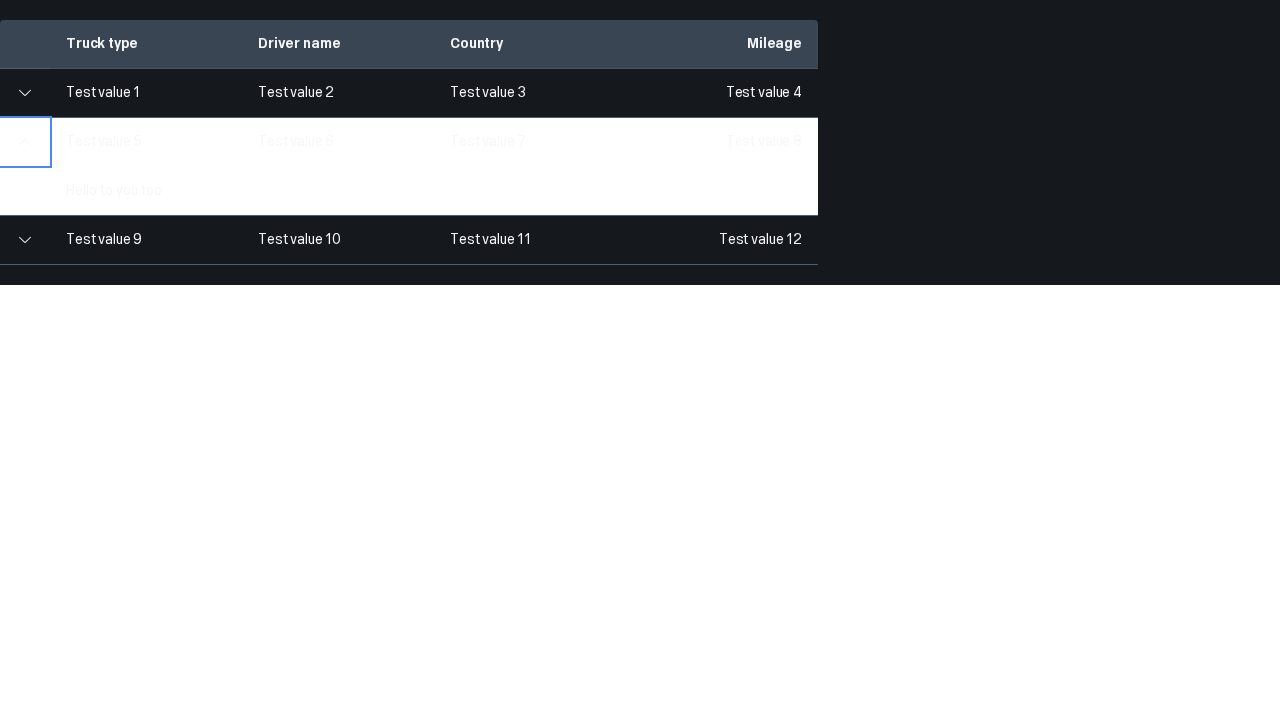 Truck type Driver name Country Mileage
Test value 1 Test value 2 Test value 3 Test value 4
Test value 5 Test value 6 Test value 7 Test value 8
Hello to you too
Test value 9 Test value 10 Test value 11 Test value 12